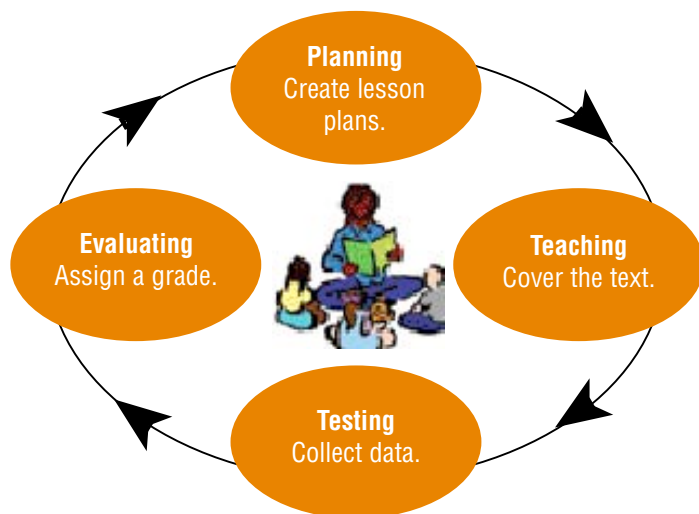 Planning
Create lesson
plans.
Teaching
Cover the text.
Testing
Collect data.
Evaluating
Assign a grade.